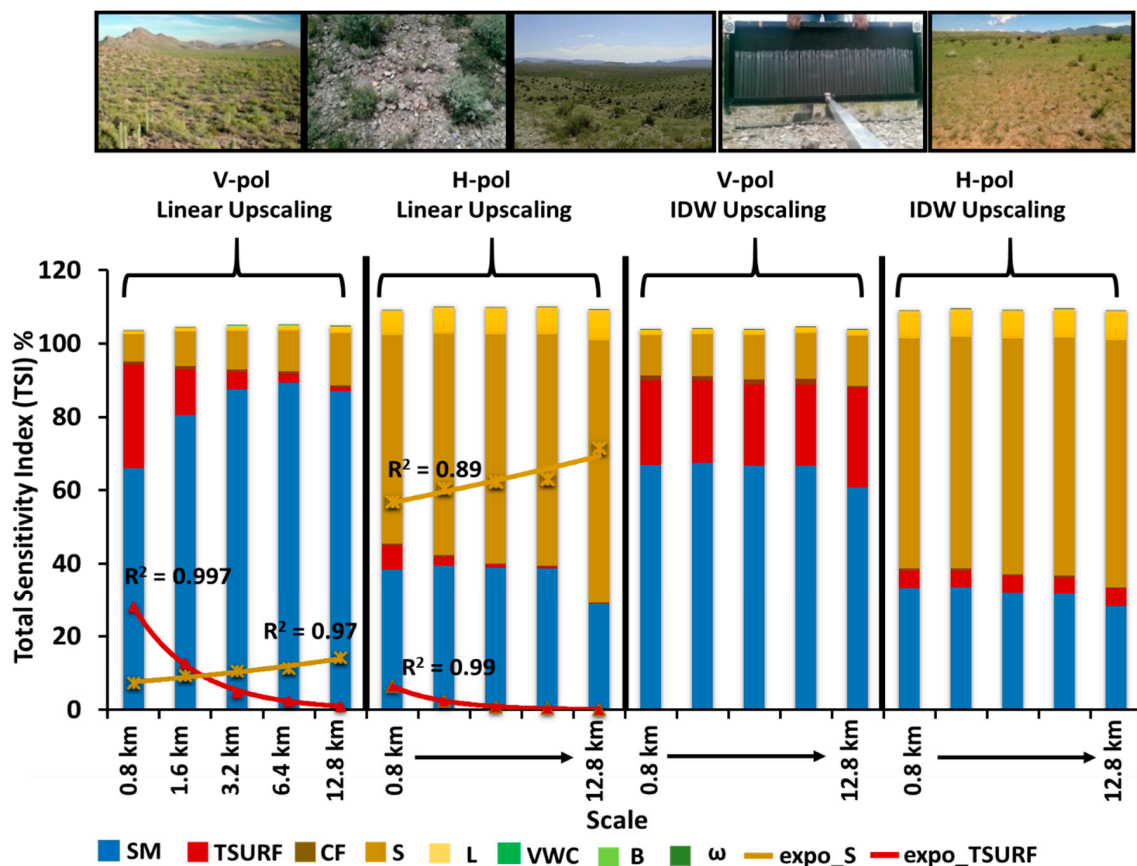 V-pol
Linear Upscaling
H-pol
Linear Upscaling
V-pol
IDW Upscaling
H-pol
IDW Upscaling
Total Sensitivity Index (TSI) %
120
100
80
60
40
20
0
R² = 0.997
R² = 0.97
R² = 0.89
R² = 0.99
0.8 km
1.6 km
3.2 km
6.4 km
12.8 km
0.8 km
12.8 km
0.8 km
12.8 km
0.8 km
12.8 km
Scale
SM TSURF CF S L VWC B ω expo_S expo_TSURF